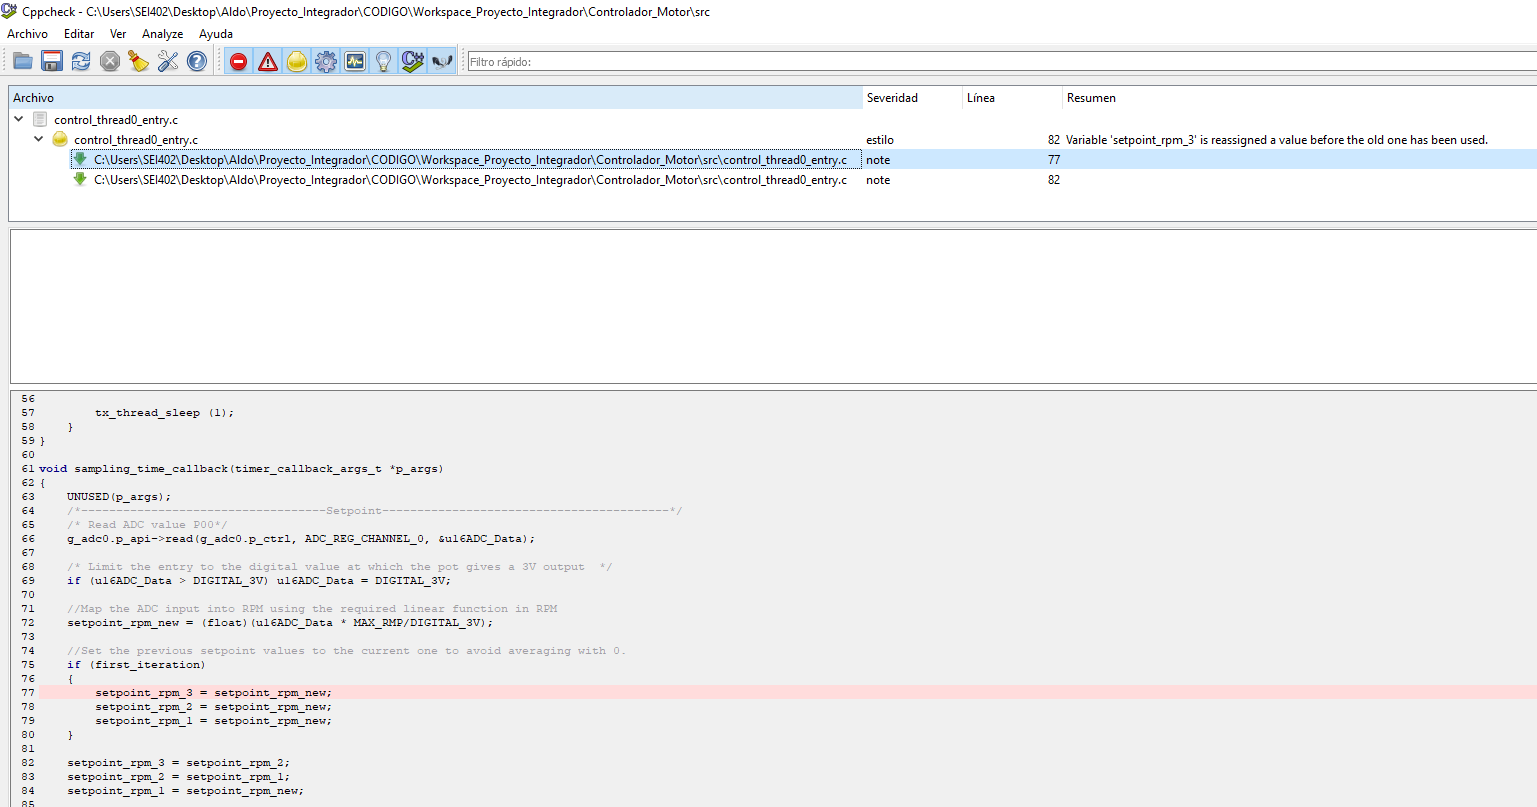 Cppcheck - C:\Users\SEI402\Desktop\Aldo\Proyecto_Integrador\CODIGO\Workspace_Proyecto_Integrador\Controlador_Motor\src
Archivo Editar Ver Analyze Ayuda
Filtro rápido:
Archivo Severidad Línea Resumen
control_thread0_entry.c
control_thread0_entry.c estilo 82 Variable 'setpoint_rpm_3' is reassigned a value before the old one has been used.
C:\Users\SEI402\Desktop\Aldo\Proyecto_Integrador\CODIGO\Workspace_Proyecto_Integrador\Controlador_Motor\src\control_thread0_entry.c note 77
C:\Users\SEI402\Desktop\Aldo\Proyecto_Integrador\CODIGO\Workspace_Proyecto_Integrador\Controlador_Motor\src\control_thread0_entry.c note 82
56
57 tx_thread_sleep (1);
58 }
59 }
60
61 void sampling_time_callback(timer_callback_args_t *p_args)
62 {
63 UNUSED(p_args);
64 /*-----------------------------------Setpoint-----------------------------------------*/
65 /* Read ADC value P00*/
66 g_adc0.p_api->read(g_adc0.p_ctrl, ADC_REG_CHANNEL_0, &u16ADC_Data);
67
68 /* Limit the entry to the digital value at which the pot gives a 3V output  */
69 if (u16ADC_Data > DIGITAL_3V) u16ADC_Data = DIGITAL_3V;
70
71 //Map the ADC input into RPM using the required linear function in RPM
72 setpoint_rpm_new = (float)(u16ADC_Data * MAX_RMP/DIGITAL_3V);
73
74 //Set the previous setpoint values to the current one to avoid averaging with 0.
75 if (first_iteration)
76 {
77 setpoint_rpm_3 = setpoint_rpm_new;
78 setpoint_rpm_2 = setpoint_rpm_new;
79 setpoint_rpm_1 = setpoint_rpm_new;
80 }
81
82 setpoint_rpm_3 = setpoint_rpm_2;
83 setpoint_rpm_2 = setpoint_rpm_1;
84 setpoint_rpm_1 = setpoint_rpm_new;
85